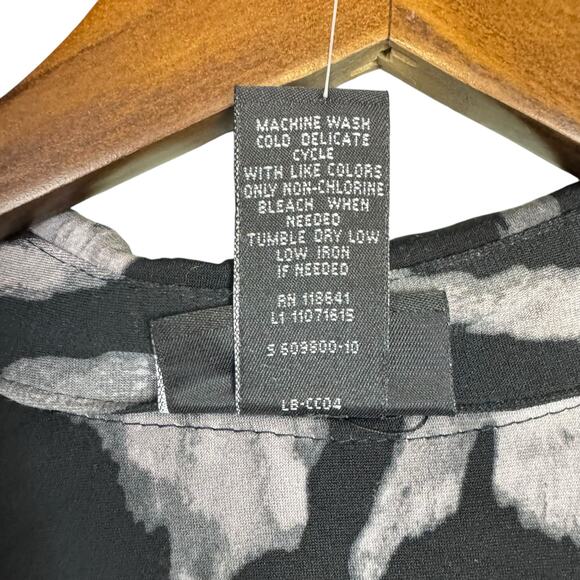 MACHINE WASH
COLD DELICATE
CYCLE
WITH LIKE COLORS
ONLY NON-CHLORINE
BLEACH WHEN
NEEDED
TUMBLE DRY LOW
LOW IRON
IF NEEDED
RN 118641
L1 11071615
S 609800-10
LB-CC04